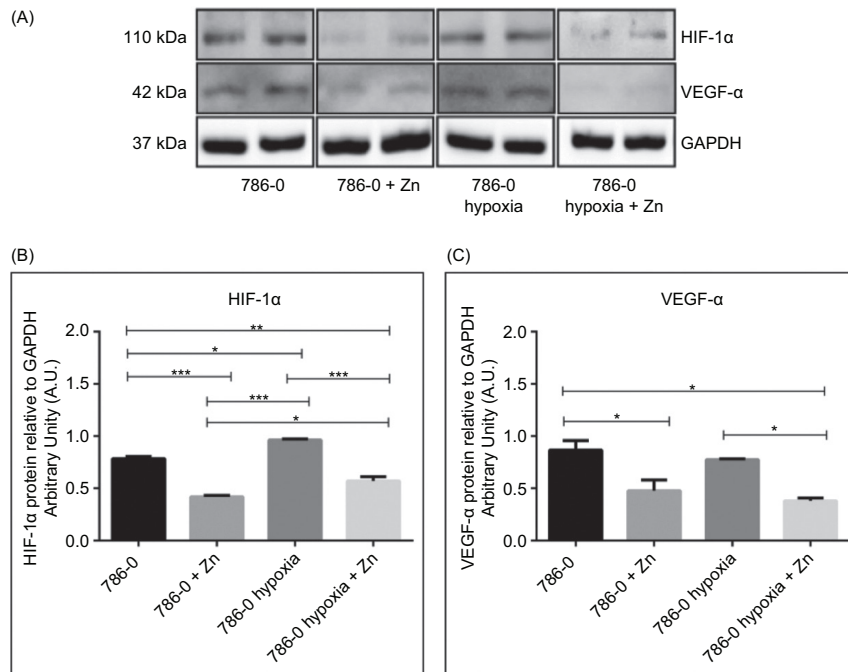 (A)
110 kDa
HIF-1α
42 kDa
VEGF-α
37 kDa
GAPDH
786-0
786-0 + Zn
786-0
hypoxia
786-0
hypoxia + Zn
(B)
HIF-1α
HIF-1α protein relative to GAPDH
Arbitrary Unity (A.U.)
2.0
1.5
1.0
0.5
0.0
**
*
***
***
***
*
786-0
786-0 + Zn
786-0 hypoxia
786-0 hypoxia + Zn
(C)
VEGF-α
VEGF-α protein relative to GAPDH
Arbitrary Unity (A.U.)
2.0
1.5
1.0
0.5
0.0
*
*
*
786-0
786-0 + Zn
786-0 hypoxia
786-0 hypoxia + Zn